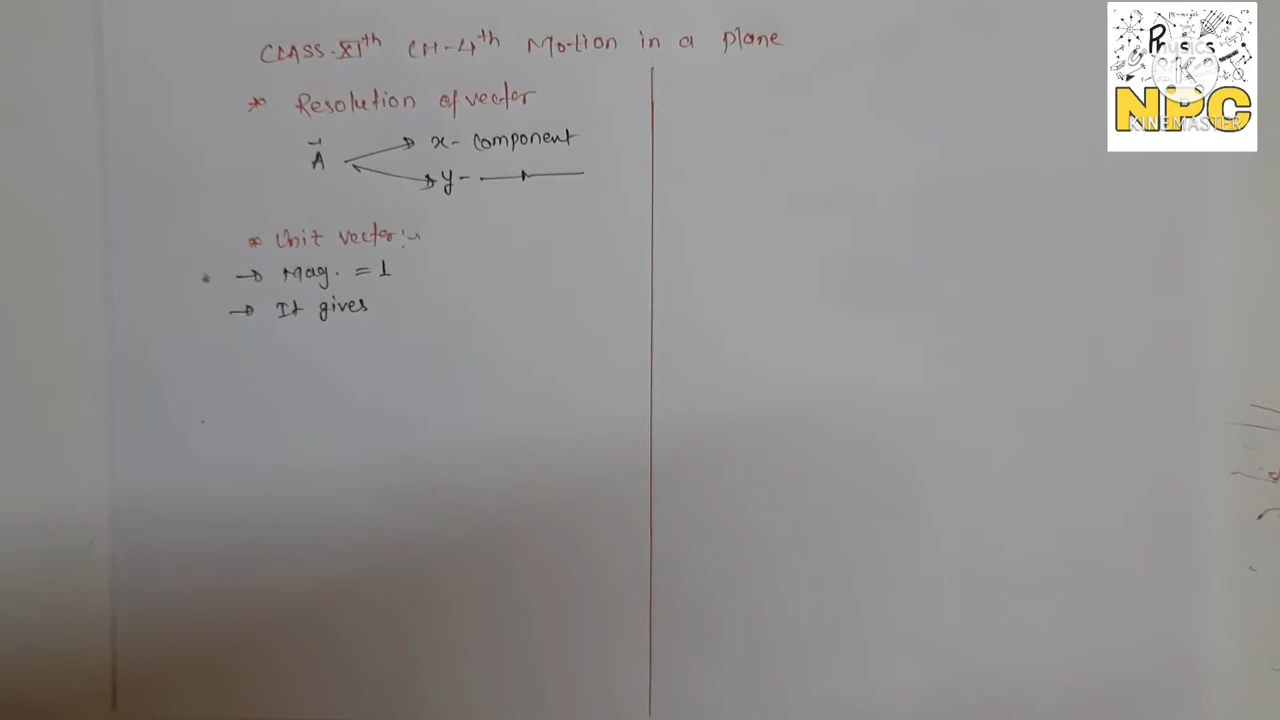 CLASS-XIth CH-4th Motion in a plane
* Resolution of vector
A → x- component
→ y- —〃—
* Unit vector:-
→ Mag. = 1
→ It gives
Physics
K
NPC
KINEMASTER